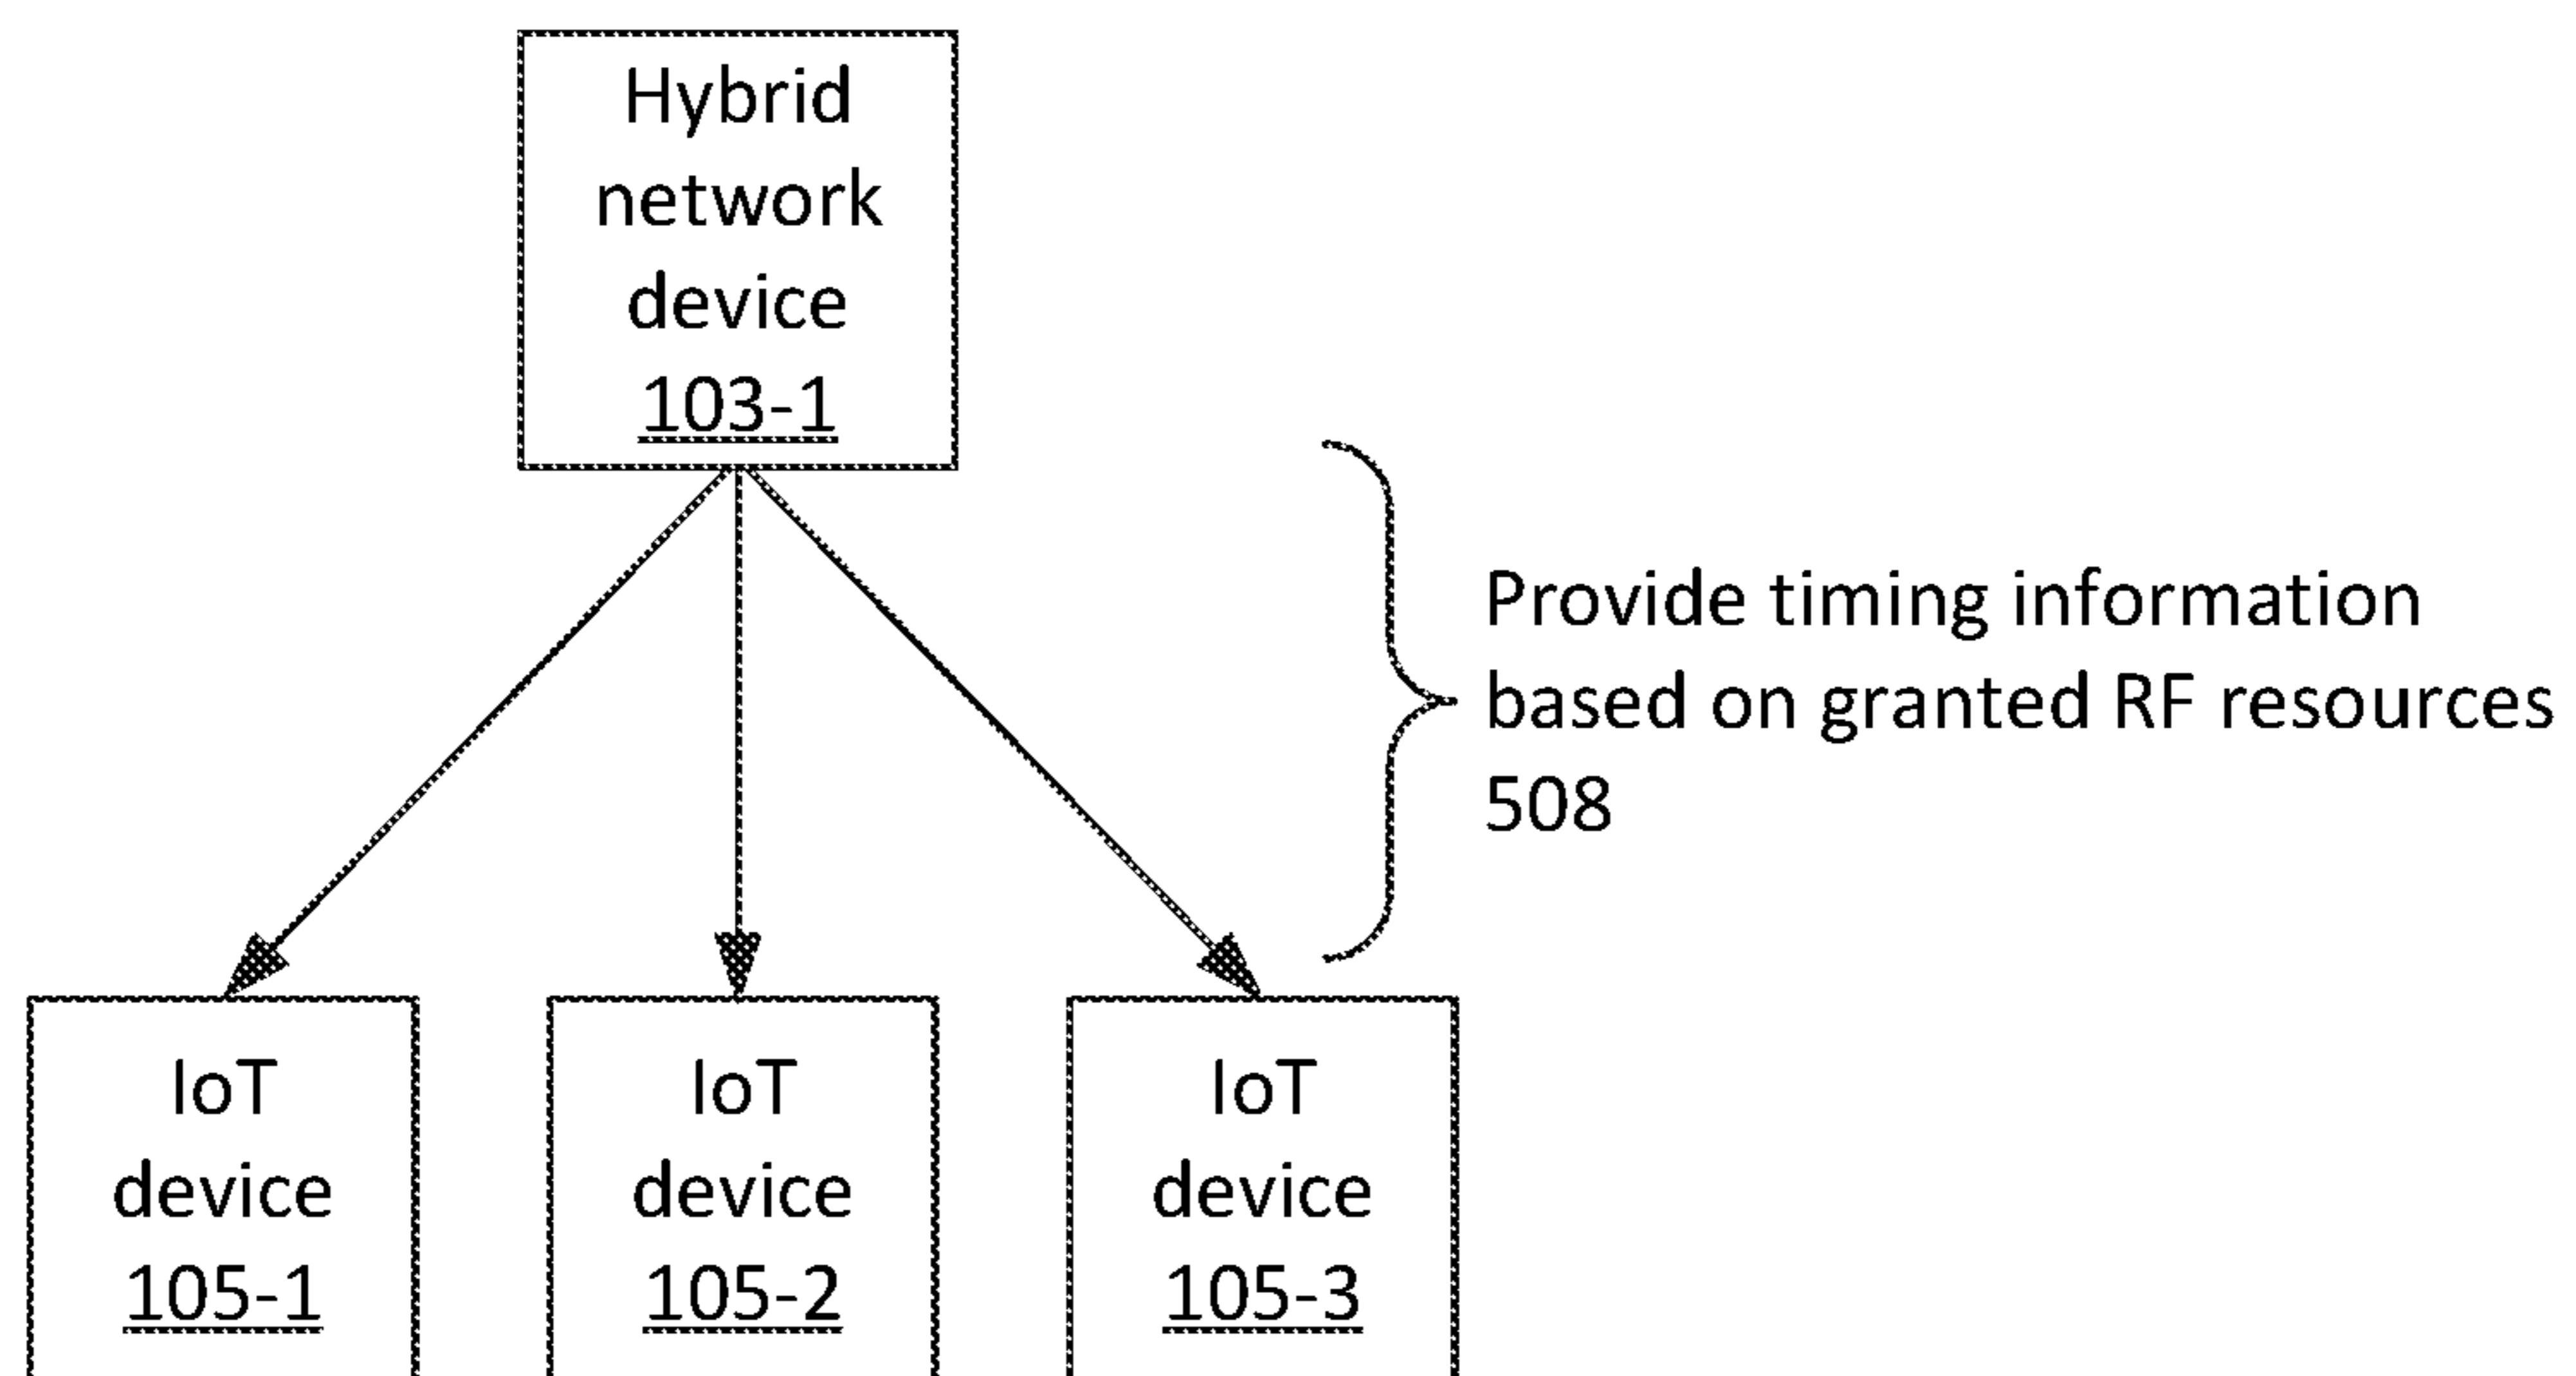 Hybrid
network
device
103-1
Provide timing information
based on granted RF resources
508
IoT
device
105-1
IoT
device
105-2
IoT
device
105-3